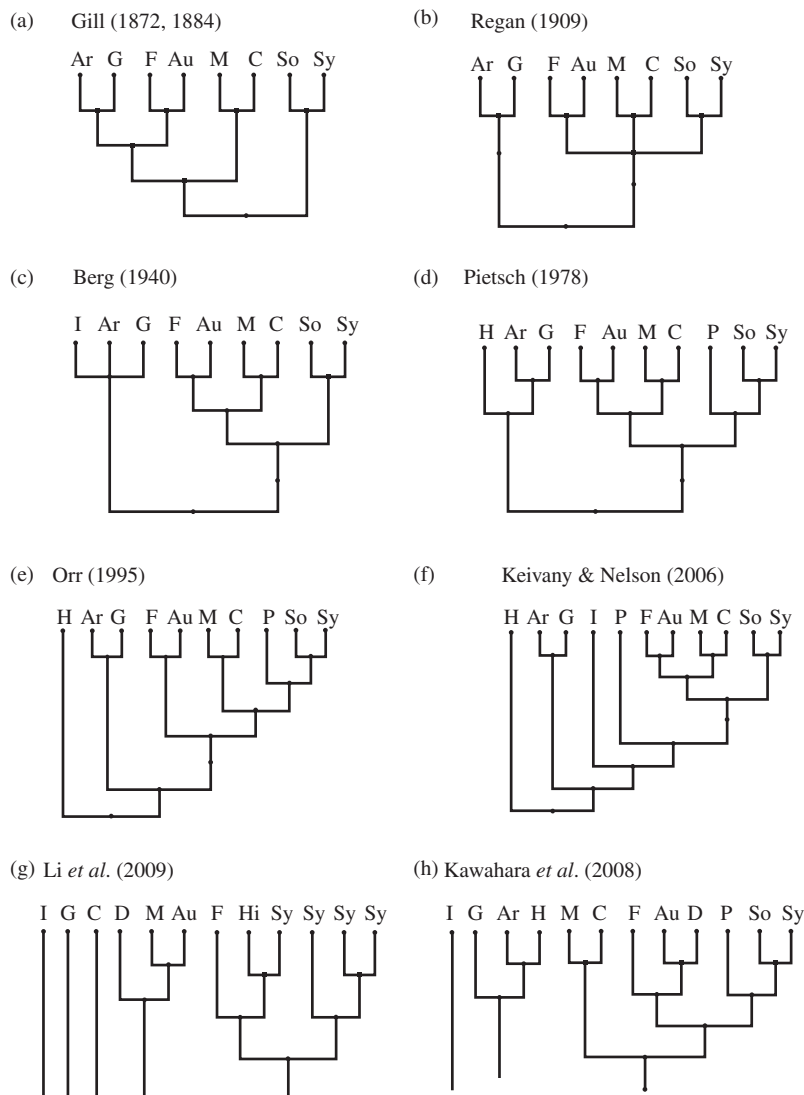 (a) Gill (1872, 1884)
Ar G F Au M C So Sy
(b) Regan (1909)
Ar G F Au M C So Sy
(c) Berg (1940)
I Ar G F Au M C So Sy
(d) Pietsch (1978)
H Ar G F Au M C P So Sy
(e) Orr (1995)
H Ar G F Au M C P So Sy
(f) Keivany & Nelson (2006)
H Ar G I P F Au M C So Sy
(g) Li et al. (2009)
I G C D M Au F Hi Sy Sy Sy Sy
(h) Kawahara et al. (2008)
I G Ar H M C F Au D P So Sy